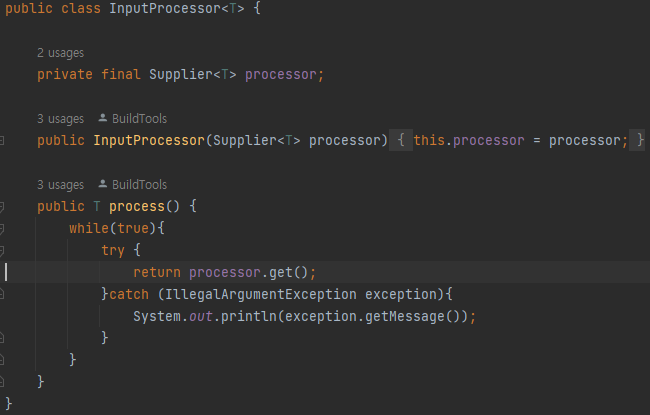 public class InputProcessor<T> {
2 usages
private final Supplier<T> processor;
3 usages BuildTools
public InputProcessor(Supplier<T> processor) { this.processor = processor; }
3 usages BuildTools
public T process() {
while(true){
try {
return processor.get();
}catch (IllegalArgumentException exception){
System.out.println(exception.getMessage());
}
}
}
}